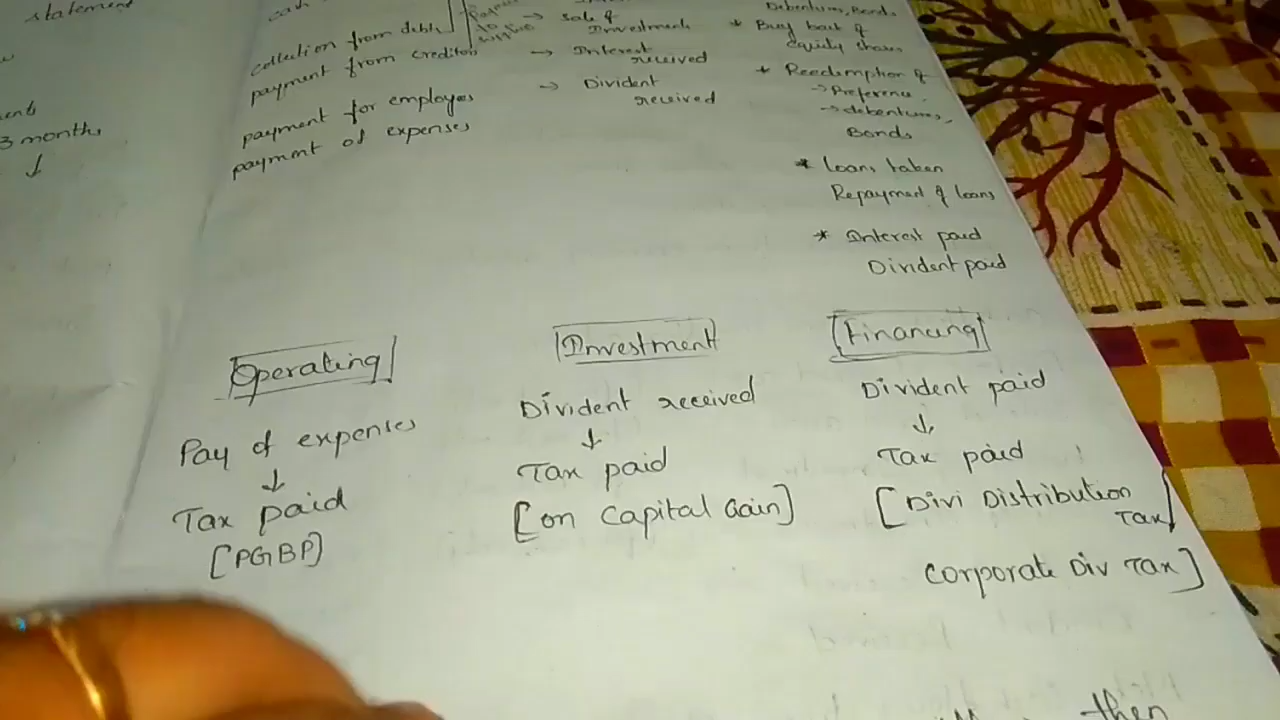 statement
3 months
cash
collection from debts
payment from creditors
payment for employees
payment of expenses
→ Sale of
Investments
→ Interest
received
→ Divident
received
Debentures, Bonds.
* Buy back of
equity shares
* Reedemption of
→ Preference
→ debentures,
Bonds
* Loans taken
Repayment of loans
* Interest paid
Divident paid
Operating
Pay of expenses
↓
Tax paid
[PGBP]
Investment
Divident received
↓
Tax paid
[on capital Gain]
Financing
Divident paid
↓
Tax paid
[Divi Distribution
Tax]
Corporate Div Tax]
then